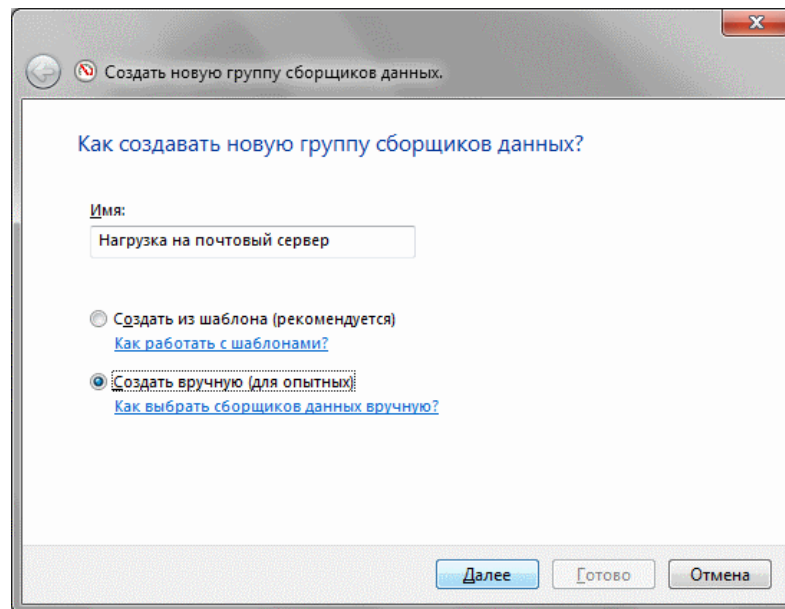 Создать новую группу сборщиков данных.
Как создавать новую группу сборщиков данных?
Имя:
Нагрузка на почтовый сервер
Создать из шаблона (рекомендуется)
Как работать с шаблонами?
Создать вручную (для опытных)
Как выбрать сборщиков данных вручную?
Далее Готово Отмена